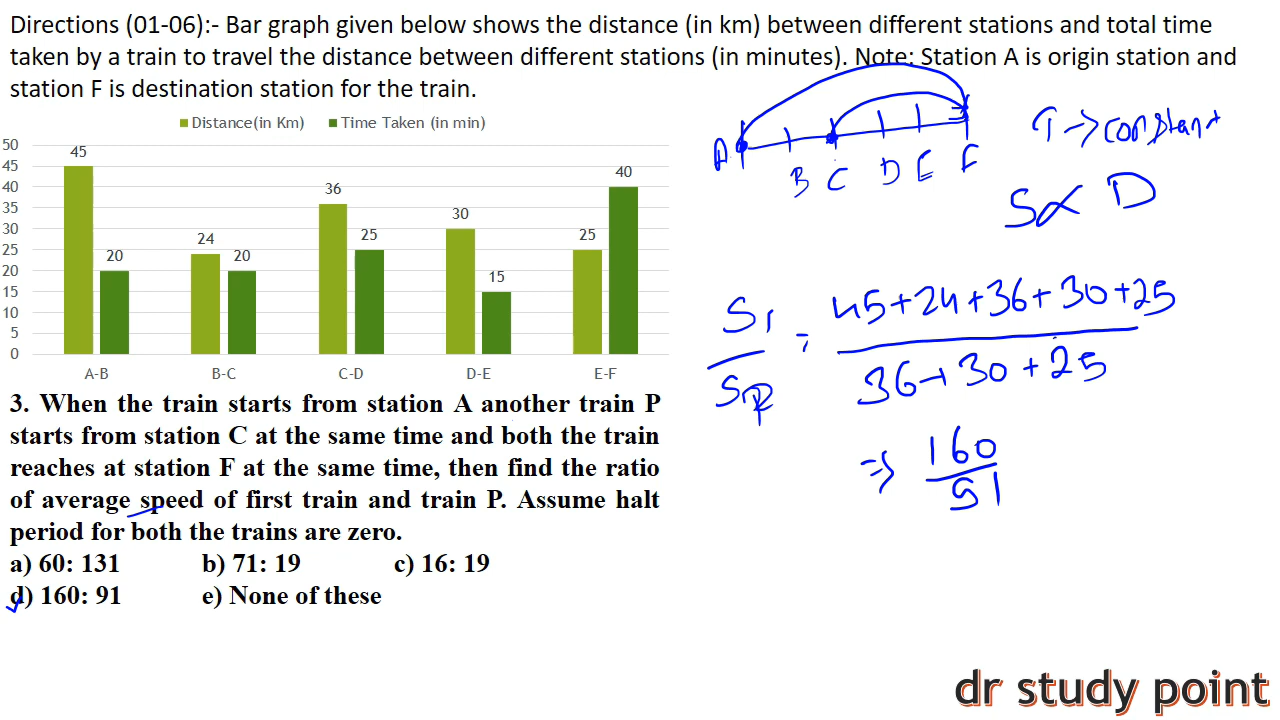 Directions (01-06):- Bar graph given below shows the distance (in km) between different stations and total time
taken by a train to travel the distance between different stations (in minutes). Note: Station A is origin station and
station F is destination station for the train.
Distance(in Km) Time Taken (in min)
50
45
40
35
30
25
20
15
10
5
0
45 20 24 20 36 25 30 15 25 40
A-B B-C C-D D-E E-F
3. When the train starts from station A another train P
starts from station C at the same time and both the train
reaches at station F at the same time, then find the ratio
of average speed of first train and train P. Assume halt
period for both the trains are zero.
a) 60: 131 b) 71: 19 c) 16: 19
d) 160: 91 e) None of these
A B C D E F
T → constant
S ∝ D
S1 = 45+24+36+30+25
SP 36+30+25
⇒ 160
91
dr study point